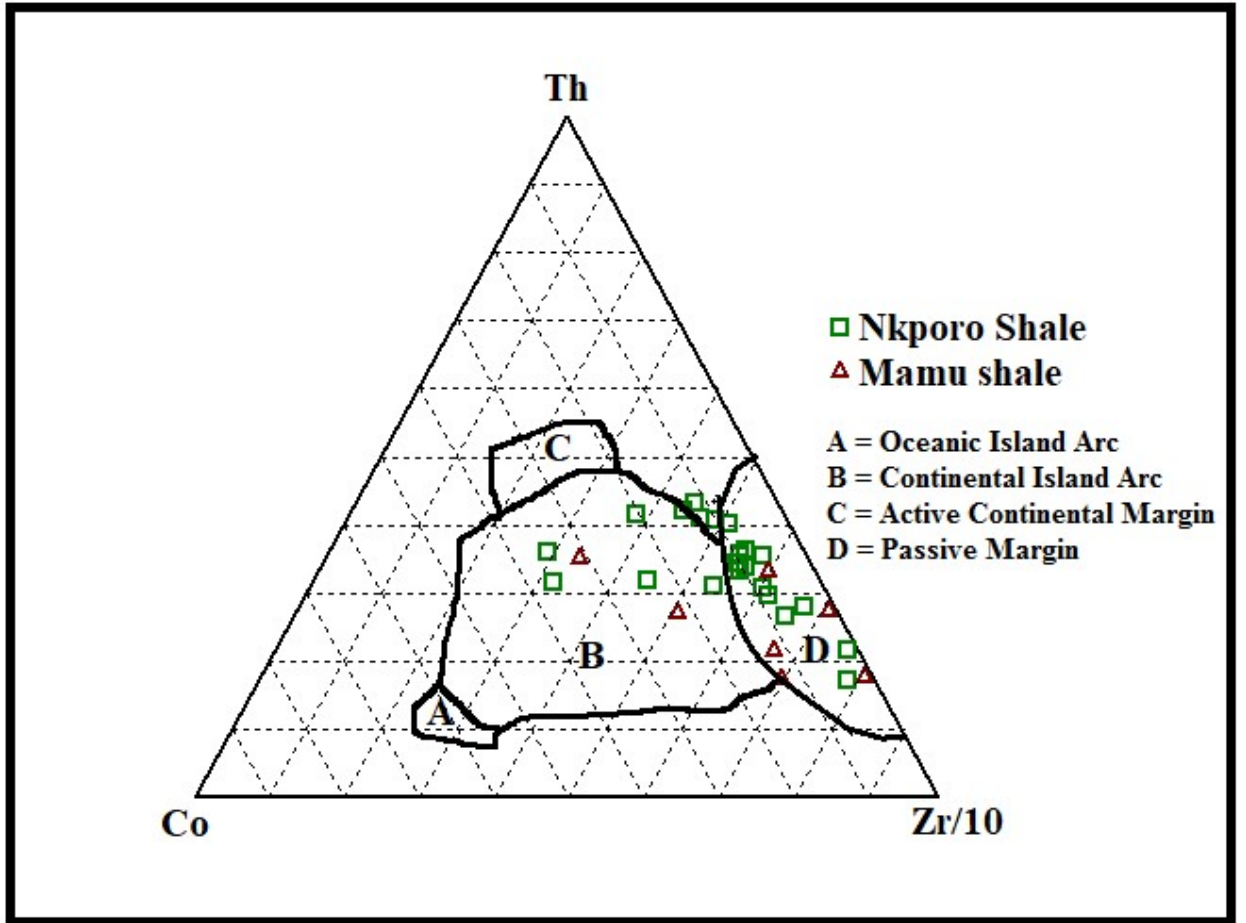 Th
Nkporo Shale
Mamu shale
C
A = Oceanic Island Arc
B = Continental Island Arc
C = Active Continental Margin
D = Passive Margin
B
D
A
Co
Zr/10